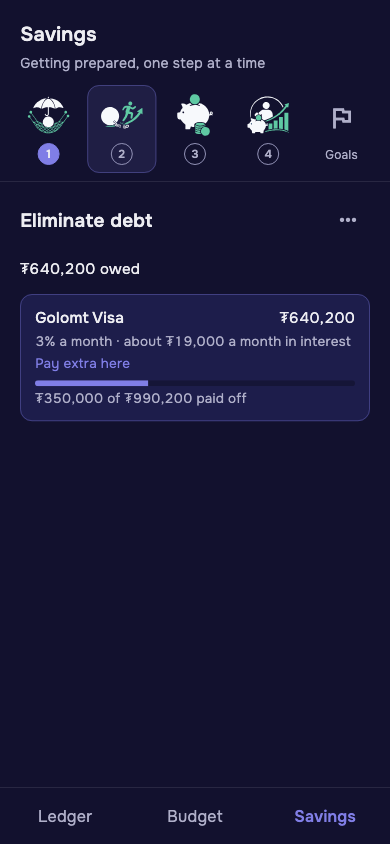 Savings
Getting prepared, one step at a time
1
2
3
4
Goals
Eliminate debt
₮640,200 owed
Golomt Visa
₮640,200
3% a month · about ₮19,000 a month in interest
Pay extra here
₮350,000 of ₮990,200 paid off
Ledger
Budget
Savings